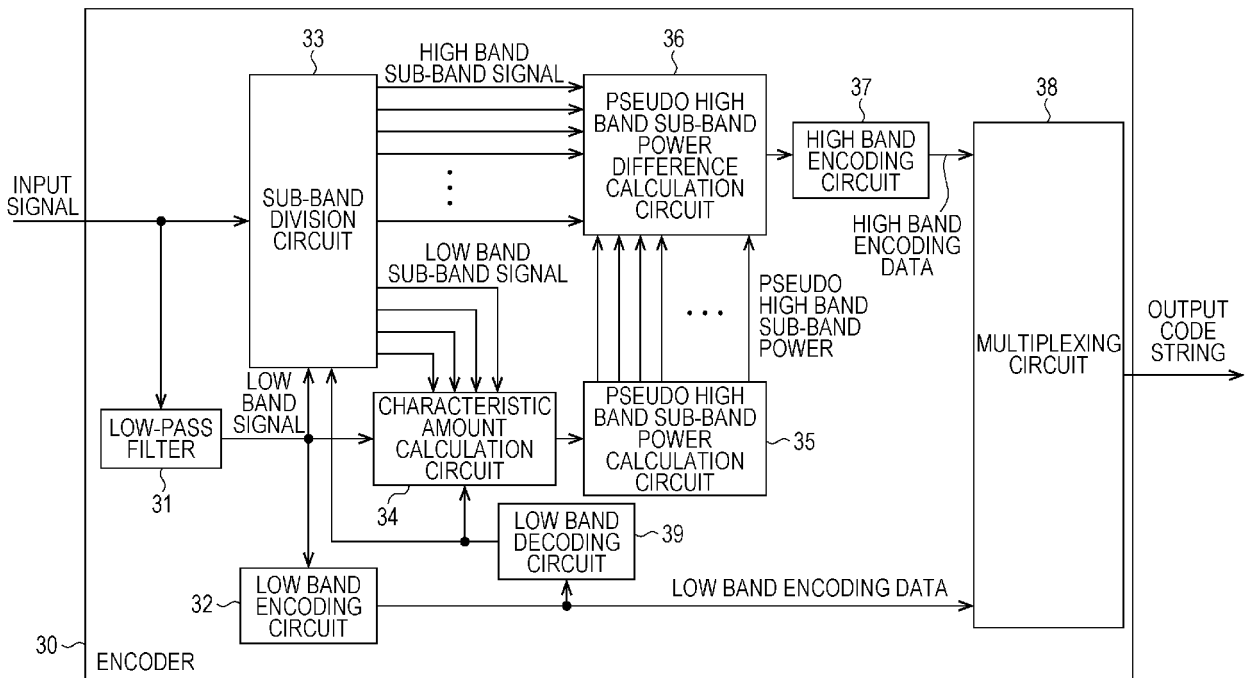 33
HIGH BAND
SUB-BAND SIGNAL
36
PSEUDO HIGH
BAND SUB-BAND
POWER
DIFFERENCE
CALCULATION
CIRCUIT
37
HIGH BAND
ENCODING
CIRCUIT
38
INPUT
SIGNAL
SUB-BAND
DIVISION
CIRCUIT
HIGH BAND
ENCODING
DATA
LOW BAND
SUB-BAND SIGNAL
PSEUDO
HIGH BAND
SUB-BAND
POWER
MULTIPLEXING
CIRCUIT
OUTPUT
CODE
STRING
LOW
BAND
SIGNAL
LOW-PASS
FILTER
31
CHARACTERISTIC
AMOUNT
CALCULATION
CIRCUIT
34
PSEUDO HIGH
BAND SUB-BAND
POWER
CALCULATION
CIRCUIT
35
LOW BAND
DECODING
CIRCUIT
39
32
LOW BAND
ENCODING
CIRCUIT
LOW BAND ENCODING DATA
30
ENCODER